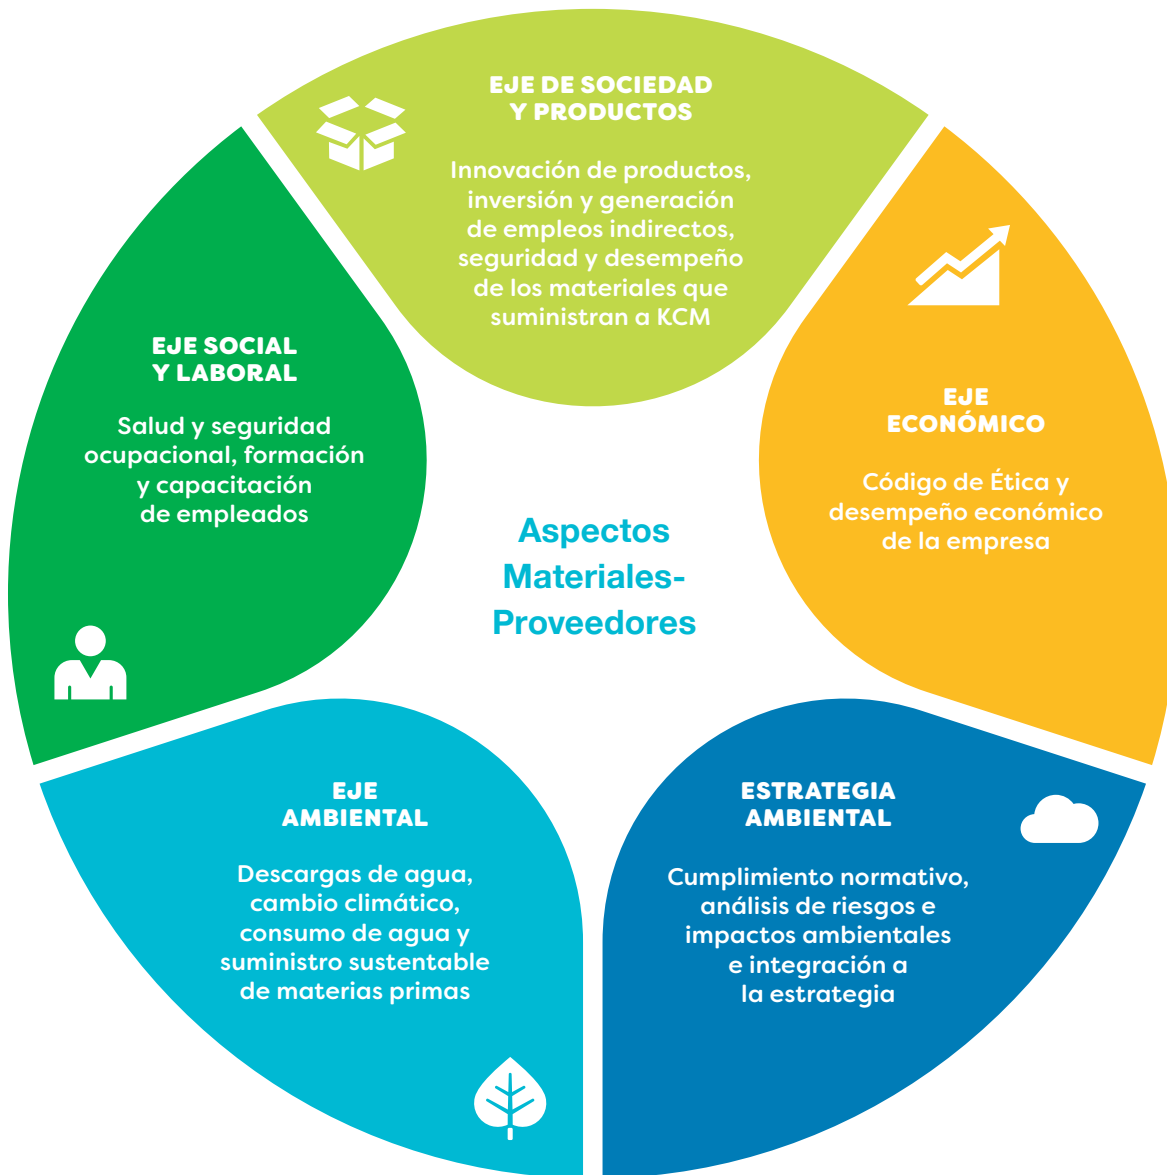 EJE DE SOCIEDAD
Y PRODUCTOS
Innovación de productos,
inversión y generación
de empleos indirectos,
seguridad y desempeño
de los materiales que
suministran a KCM
EJE
ECONÓMICO
Código de Ética y
desempeño económico
de la empresa
ESTRATEGIA
AMBIENTAL
Cumplimiento normativo,
análisis de riesgos e
impactos ambientales
e integración a
la estrategia
EJE
AMBIENTAL
Descargas de agua,
cambio climático,
consumo de agua y
suministro sustentable
de materias primas
EJE SOCIAL
Y LABORAL
Salud y seguridad
ocupacional, formación
y capacitación
de empleados
Aspectos
Materiales-
Proveedores